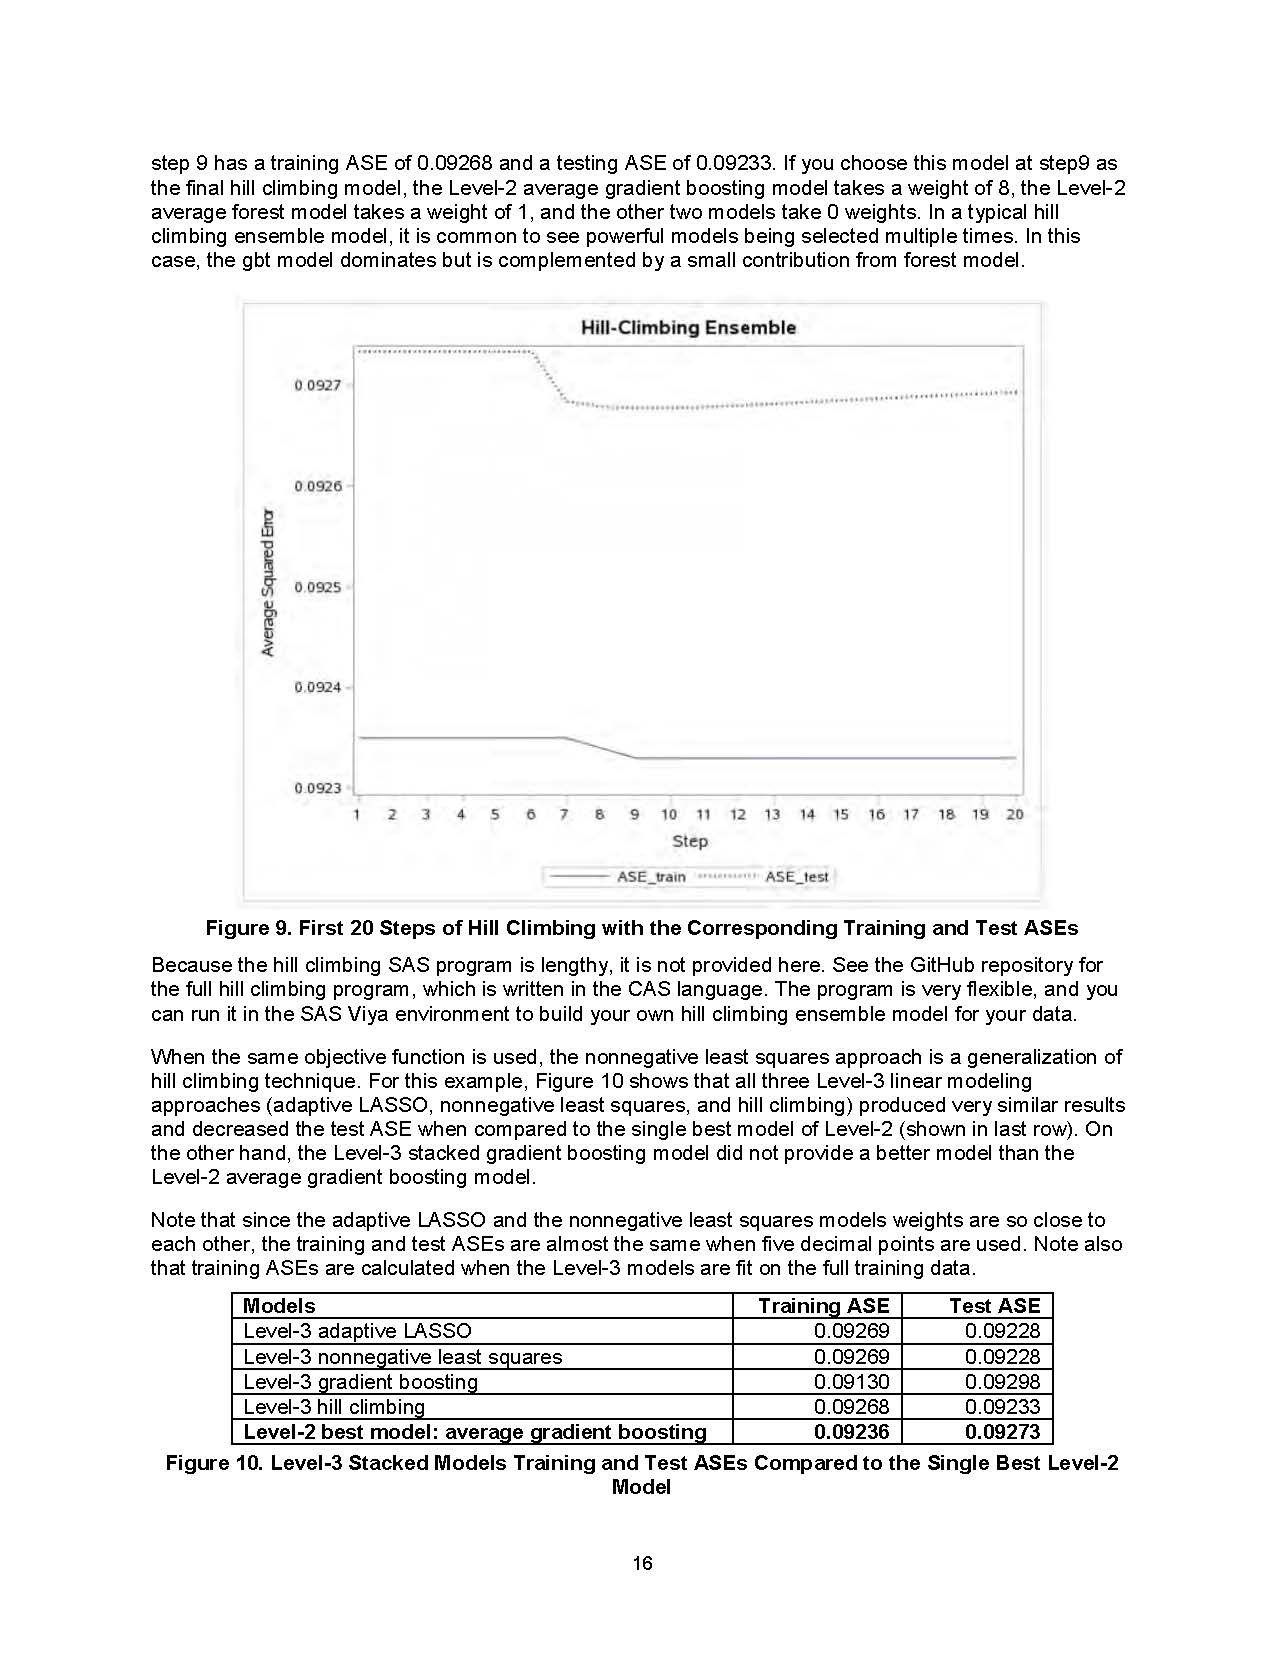 step 9 has a training ASE of 0.09268 and a testing ASE of 0.09233. If you choose this model at step9 as
the final hill climbing model, the Level-2 average gradient boosting model takes a weight of 8, the Level-2
average forest model takes a weight of 1, and the other two models take 0 weights. In a typical hill
climbing ensemble model, it is common to see powerful models being selected multiple times. In this
case, the gbt model dominates but is complemented by a small contribution from forest model.
Hill-Climbing Ensemble
0.0927
0.0926
0.0925
0.0924
0.0923
Average Squared Error
1 2 3 4 5 6 7 8 9 10 11 12 13 14 15 16 17 18 19 20
Step
ASE_train ASE_test
Figure 9. First 20 Steps of Hill Climbing with the Corresponding Training and Test ASEs
Because the hill climbing SAS program is lengthy, it is not provided here. See the GitHub repository for
the full hill climbing program, which is written in the CAS language. The program is very flexible, and you
can run it in the SAS Viya environment to build your own hill climbing ensemble model for your data.
When the same objective function is used, the nonnegative least squares approach is a generalization of
hill climbing technique. For this example, Figure 10 shows that all three Level-3 linear modeling
approaches (adaptive LASSO, nonnegative least squares, and hill climbing) produced very similar results
and decreased the test ASE when compared to the single best model of Level-2 (shown in last row). On
the other hand, the Level-3 stacked gradient boosting model did not provide a better model than the
Level-2 average gradient boosting model.
Note that since the adaptive LASSO and the nonnegative least squares models weights are so close to
each other, the training and test ASEs are almost the same when five decimal points are used. Note also
that training ASEs are calculated when the Level-3 models are fit on the full training data.
Models Training ASE Test ASE
Level-3 adaptive LASSO 0.09269 0.09228
Level-3 nonnegative least squares 0.09269 0.09228
Level-3 gradient boosting 0.09130 0.09298
Level-3 hill climbing 0.09268 0.09233
Level-2 best model: average gradient boosting 0.09236 0.09273
Figure 10. Level-3 Stacked Models Training and Test ASEs Compared to the Single Best Level-2
Model
16